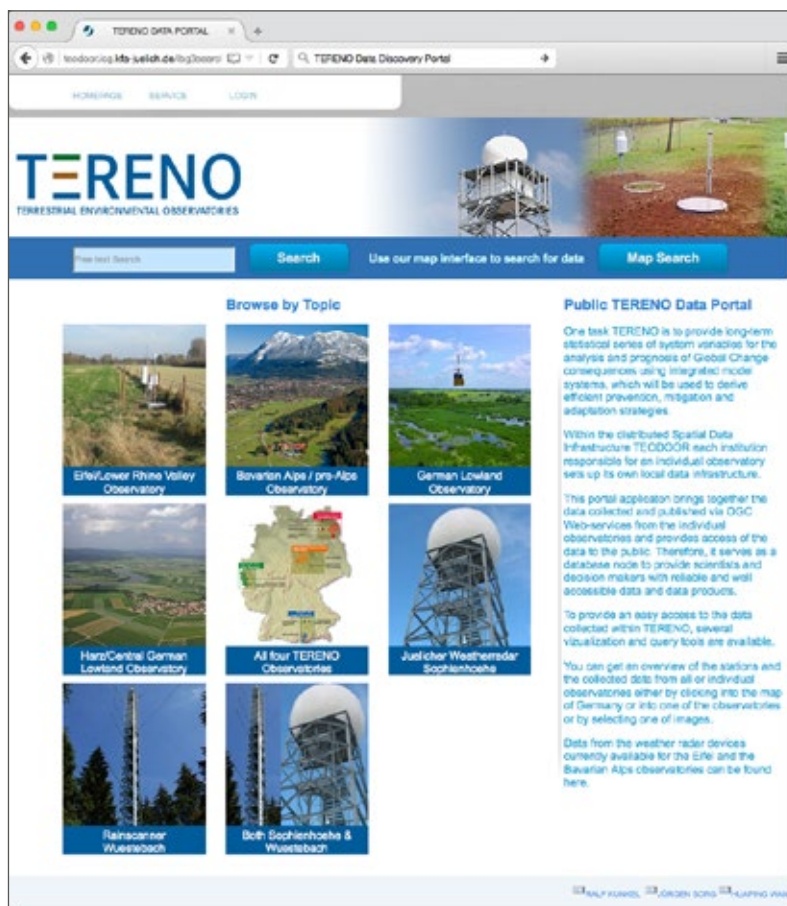 TERENO DATA PORTAL
TERENO Data Discovery Portal
HOMEPAGE SERVICE LOGIN
TERENO
TERRESTRIAL ENVIRONMENTAL OBSERVATORIES
Free text Search Search Use our map interface to search for data Map Search
Browse by Topic
Eifel/Lower Rhine Valley
Observatory
Bavarian Alps / pre-Alps
Observatory
German Lowland
Observatory
Harz/Central German
Lowland Observatory
All four TERENO
Observatories
Juelicher Weatherradar
Sophienhoehe
Rainscanner
Wuestebach
Both Sophienhoehe &
Wuestebach
Public TERENO Data Portal
One task TERENO is to provide long-term
statistical series of system variables for the
analysis and prognosis of Global Change
consequences using integrated model
systems, which will be used to derive
efficient prevention, mitigation and
adaptation strategies
Within the distributed Spatial Data
Infrastructure TEODOOR each institution
responsible for an individual observatory
sets up its own local data infrastructure.
This portal applicaton brings together the
data collected and published via OGC
Web-services from the individual
observatories and provides access of the
data to the public. Therefore, it serves as a
database node to provide scientists and
decision makers with reliable and well
accessible data and data products.
To provide an easy access to the data
collected within TERENO, several
vizualization and query tools are available.
You can get an overview of the stations and
the collected data from all or individual
observatories either by clicking into the map
of Germany or into one of the observatories
or by selecting one of images.
Data from the weather radar devices
currently available for the Eifel and the
Bavarian Alps observatories can be found
here.
RALF KUNKEL JÜRGEN SORG HUAPING WAN